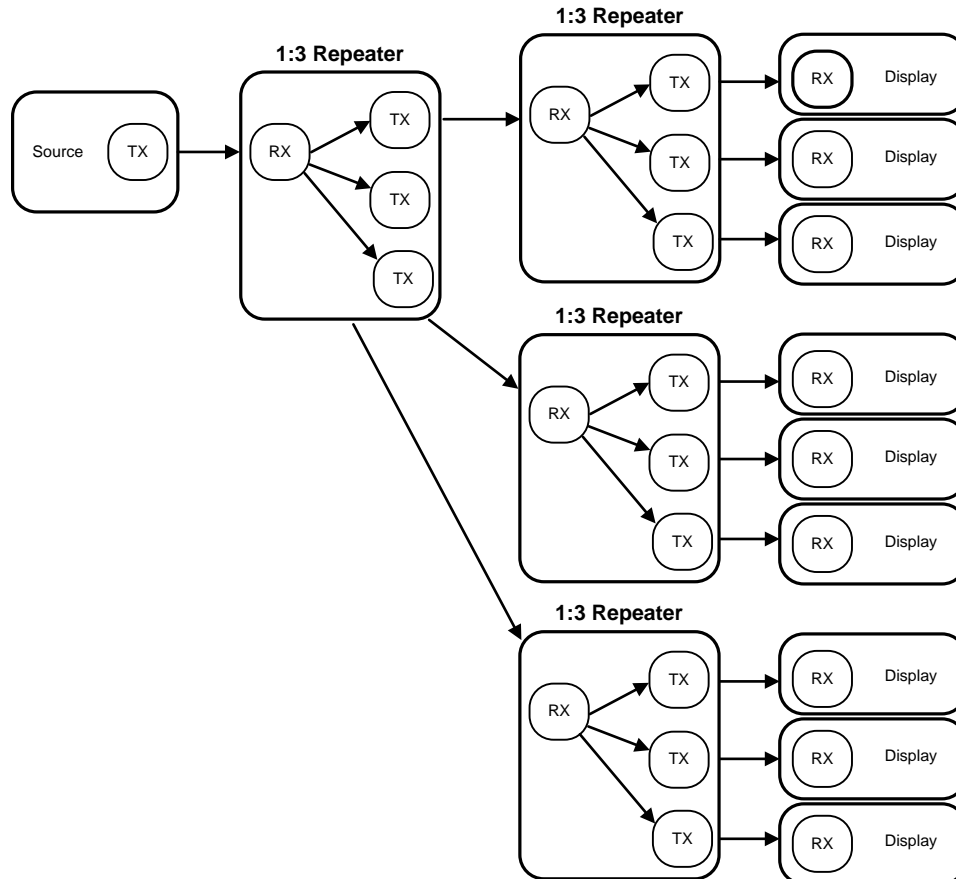 1:3 Repeater
1:3 Repeater
Source
TX
RX
TX
TX
TX
RX
TX
TX
TX
RX
Display
RX
Display
RX
Display
1:3 Repeater
RX
TX
TX
TX
RX
Display
RX
Display
RX
Display
1:3 Repeater
RX
TX
TX
TX
RX
Display
RX
Display
RX
Display